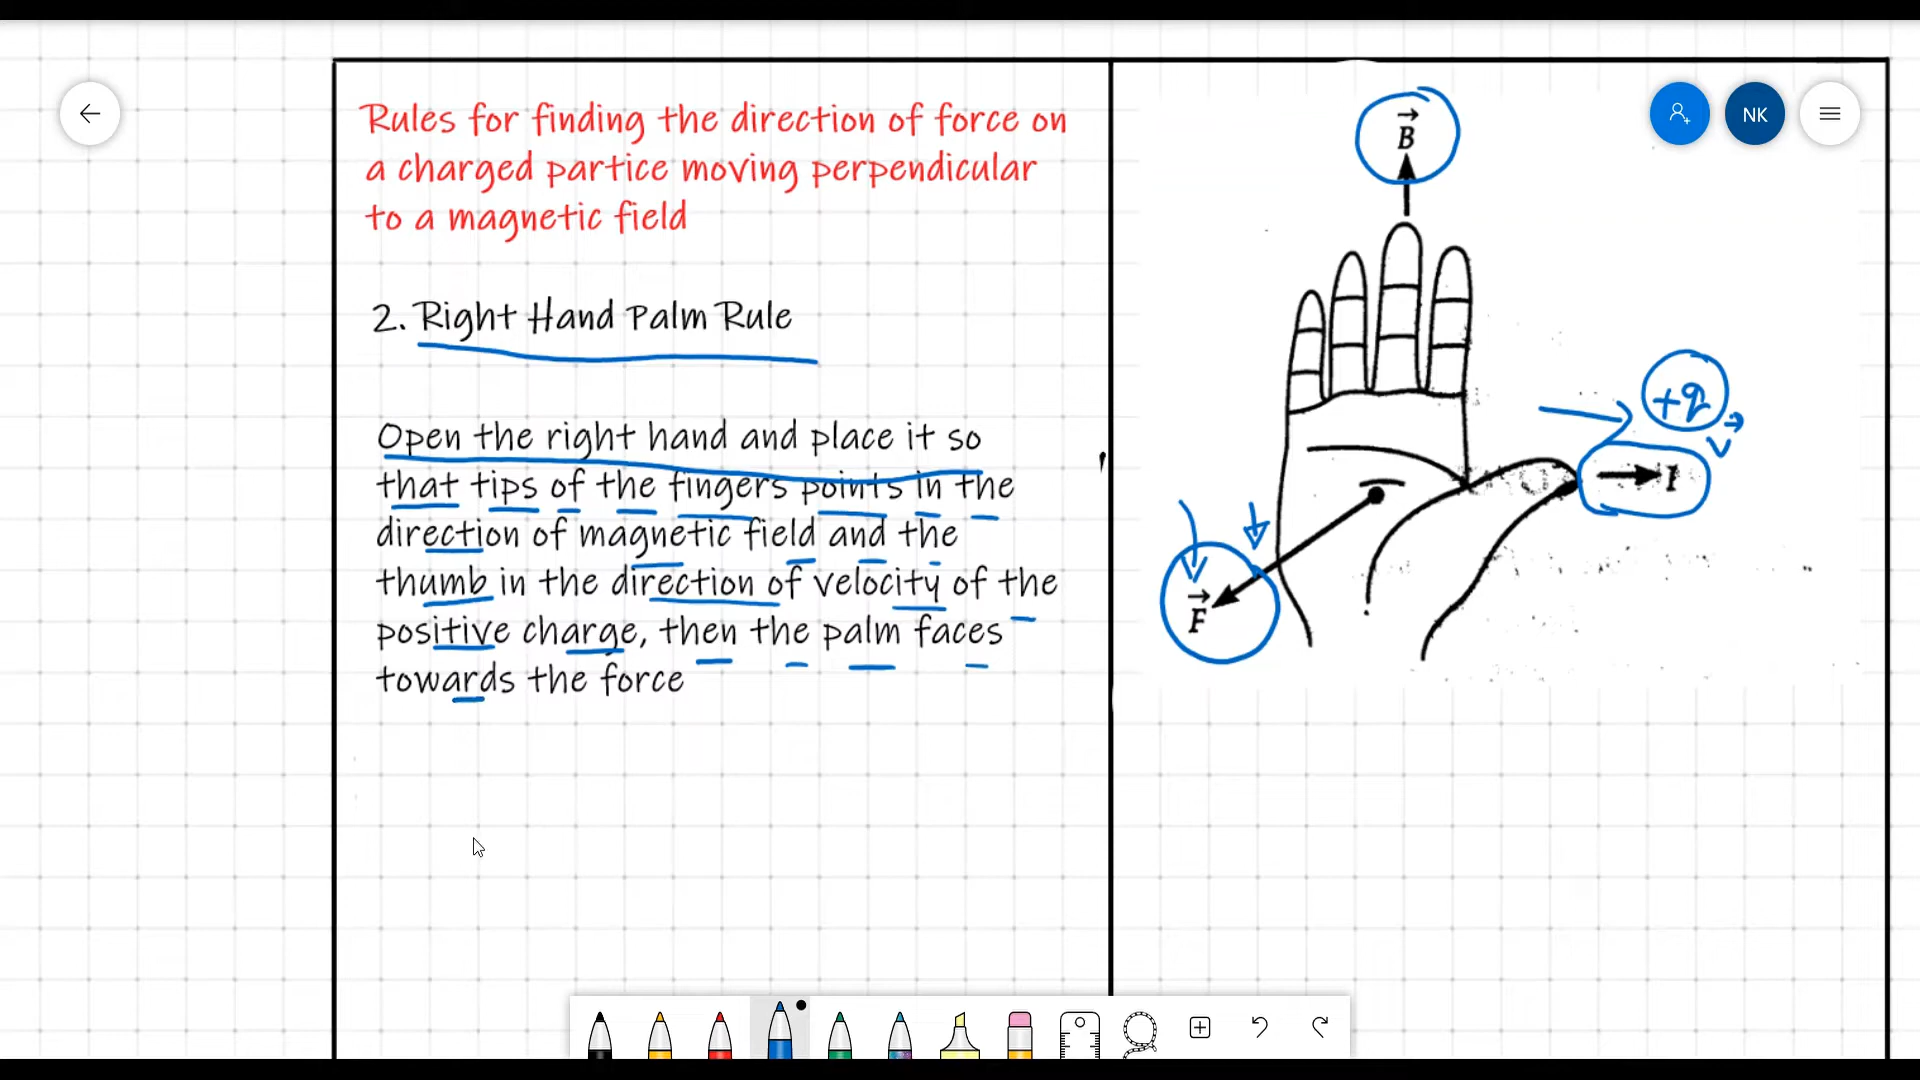 Rules for finding the direction of force on
a charged partice moving perpendicular
to a magnetic field
2. Right Hand Palm Rule
Open the right hand and place it so
that tips of the fingers points in the
direction of magnetic field and the
thumb in the direction of velocity of the
positive charge, then the palm faces
towards the force
B
NK
+q
v
I
F